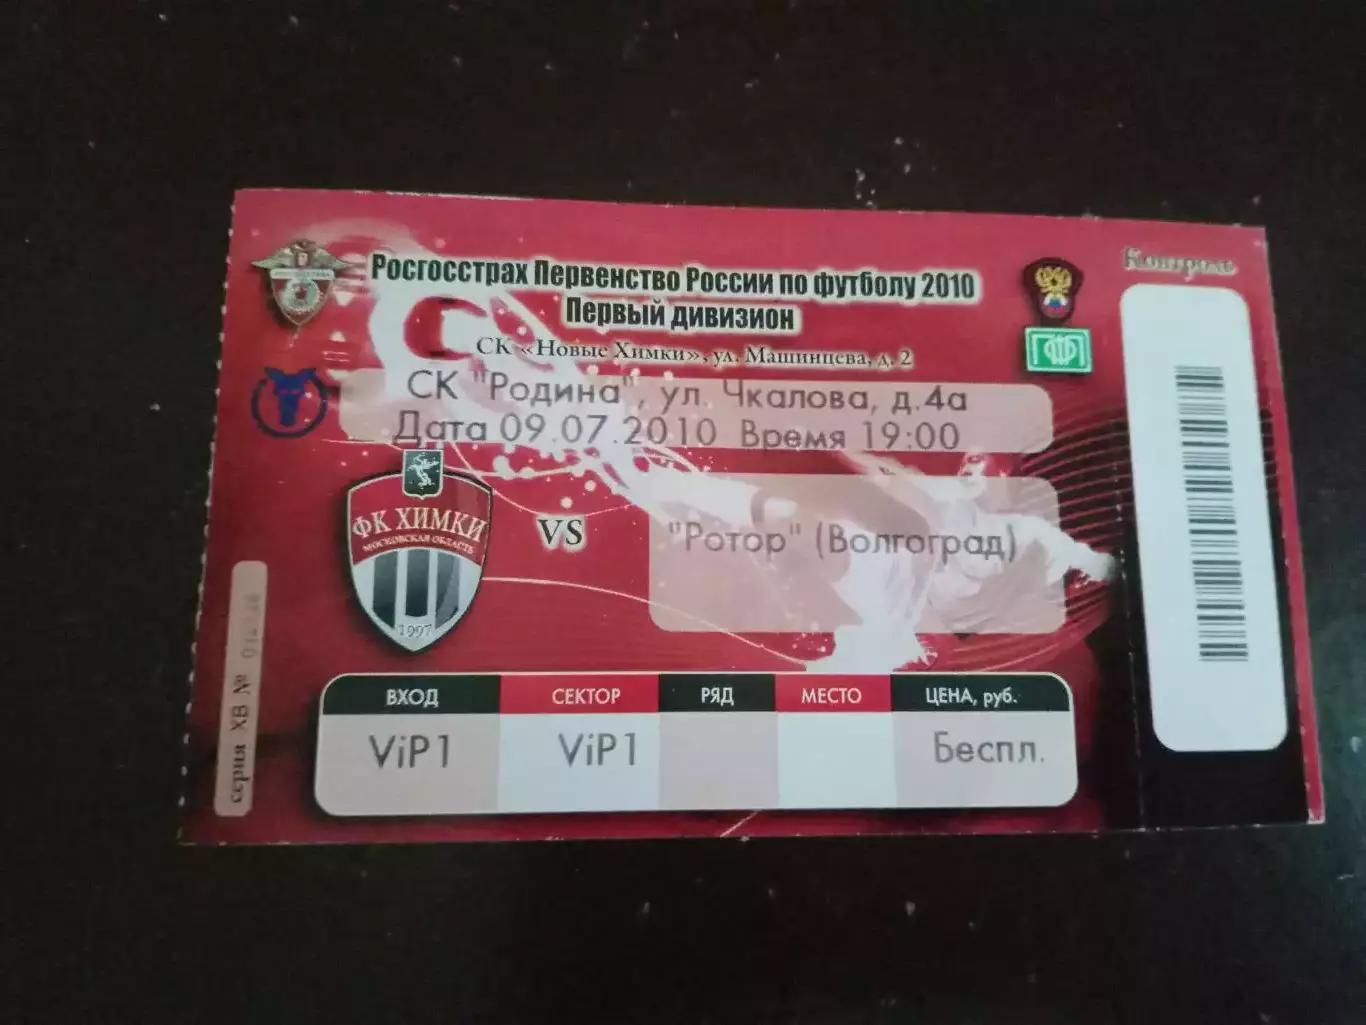 Росгосстрах Первенство России по футболу 2010
Первый дивизион
СК «Новые Химки», ул. Машинцева, д. 2
СК "Родина", ул. Чкалова, д.4а
Дата 09.07.2010 Время 19:00
ФК ХИМКИ
МОСКОВСКАЯ ОБЛАСТЬ
1997
VS
"Ротор" (Волгоград)
ВХОД СЕКТОР РЯД МЕСТО ЦЕНА, руб.
ViP1 ViP1 Беспл.
серия ХВ №
Контроль